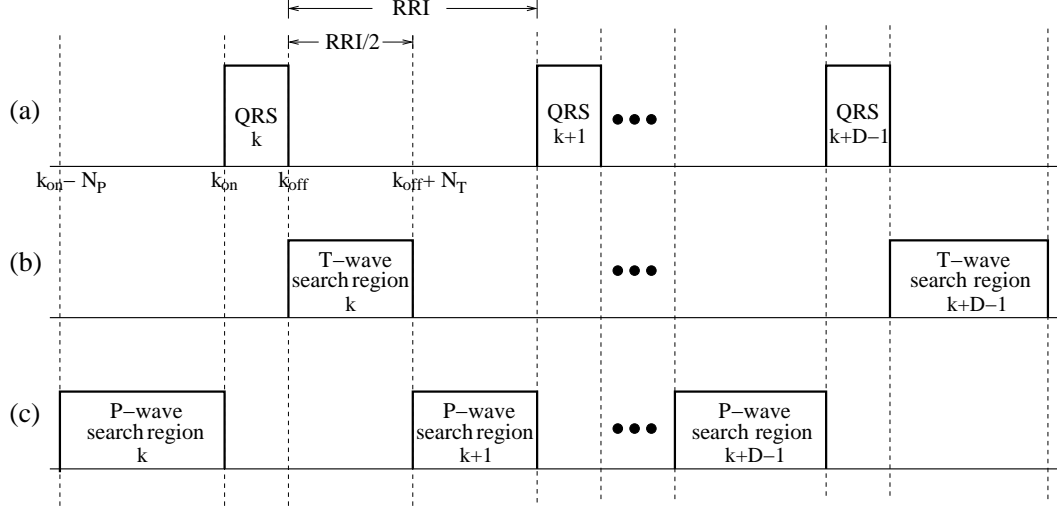 RRI
RRI/2
(a)
QRS
k
QRS
k+1
QRS
k+D−1
k_on − N_P
k_on
k_off
k_off + N_T
(b)
T−wave
search region
k
T−wave
search region
k+D−1
(c)
P−wave
search region
k
P−wave
search region
k+1
P−wave
search region
k+D−1